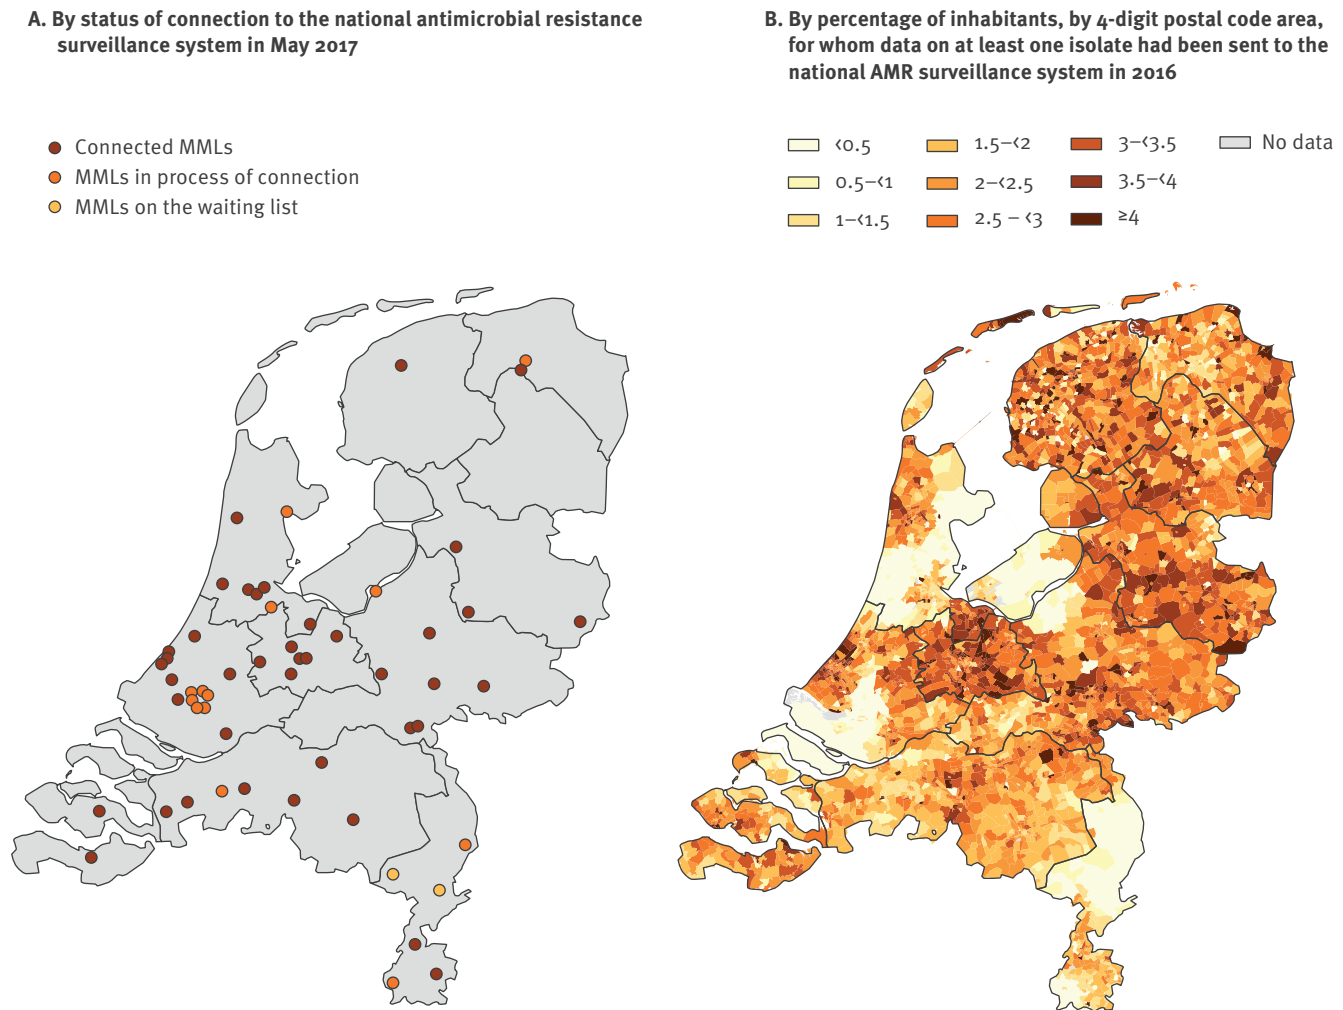 A. By status of connection to the national antimicrobial resistance
surveillance system in May 2017
Connected MMLs
MMLs in process of connection
MMLs on the waiting list
B. By percentage of inhabitants, by 4-digit postal code area,
for whom data on at least one isolate had been sent to the
national AMR surveillance system in 2016
<0.5
0.5–<1
1–<1.5
1.5–<2
2–<2.5
2.5 – <3
3–<3.5
3.5–<4
≥4
No data